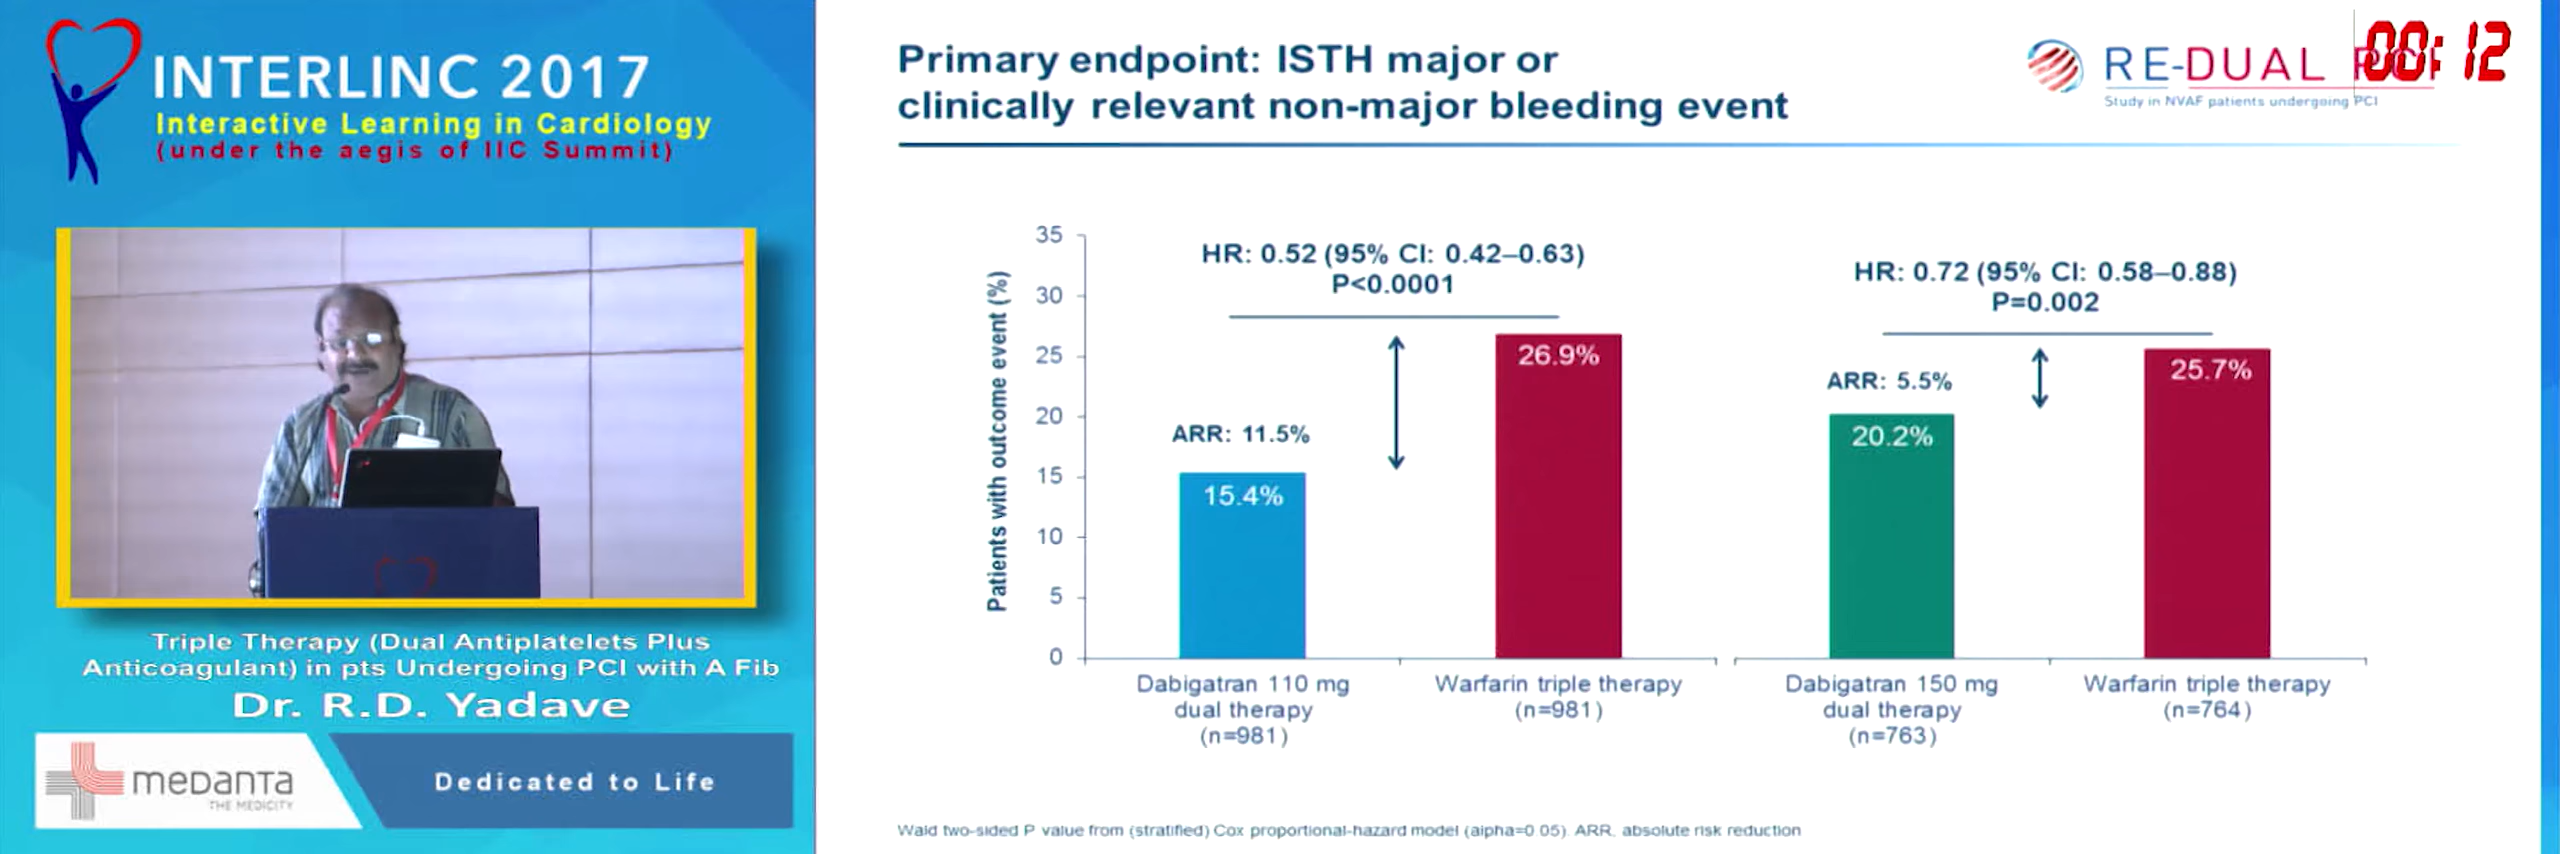 INTERLINC 2017
Interactive Learning in Cardiology
(under the aegis of IIC Summit)
Triple Therapy (Dual Antiplatelets Plus
Anticoagulant) in pts Undergoing PCI with A Fib
Dr. R.D. Yadave
meDanTa
THE MEDICITY
Dedicated to Life
Primary endpoint: ISTH major or
clinically relevant non-major bleeding event
RE-DUAL
00:12
Study in NVAF patients undergoing PCI
Patients with outcome event (%)
35
30
25
20
15
10
5
0
HR: 0.52 (95% CI: 0.42–0.63)
P<0.0001
ARR: 11.5%
15.4%
26.9%
HR: 0.72 (95% CI: 0.58–0.88)
P=0.002
ARR: 5.5%
20.2%
25.7%
Dabigatran 110 mg
dual therapy
(n=981)
Warfarin triple therapy
(n=981)
Dabigatran 150 mg
dual therapy
(n=763)
Warfarin triple therapy
(n=764)
Wald two-sided P value from (stratified) Cox proportional-hazard model (alpha=0.05). ARR, absolute risk reduction